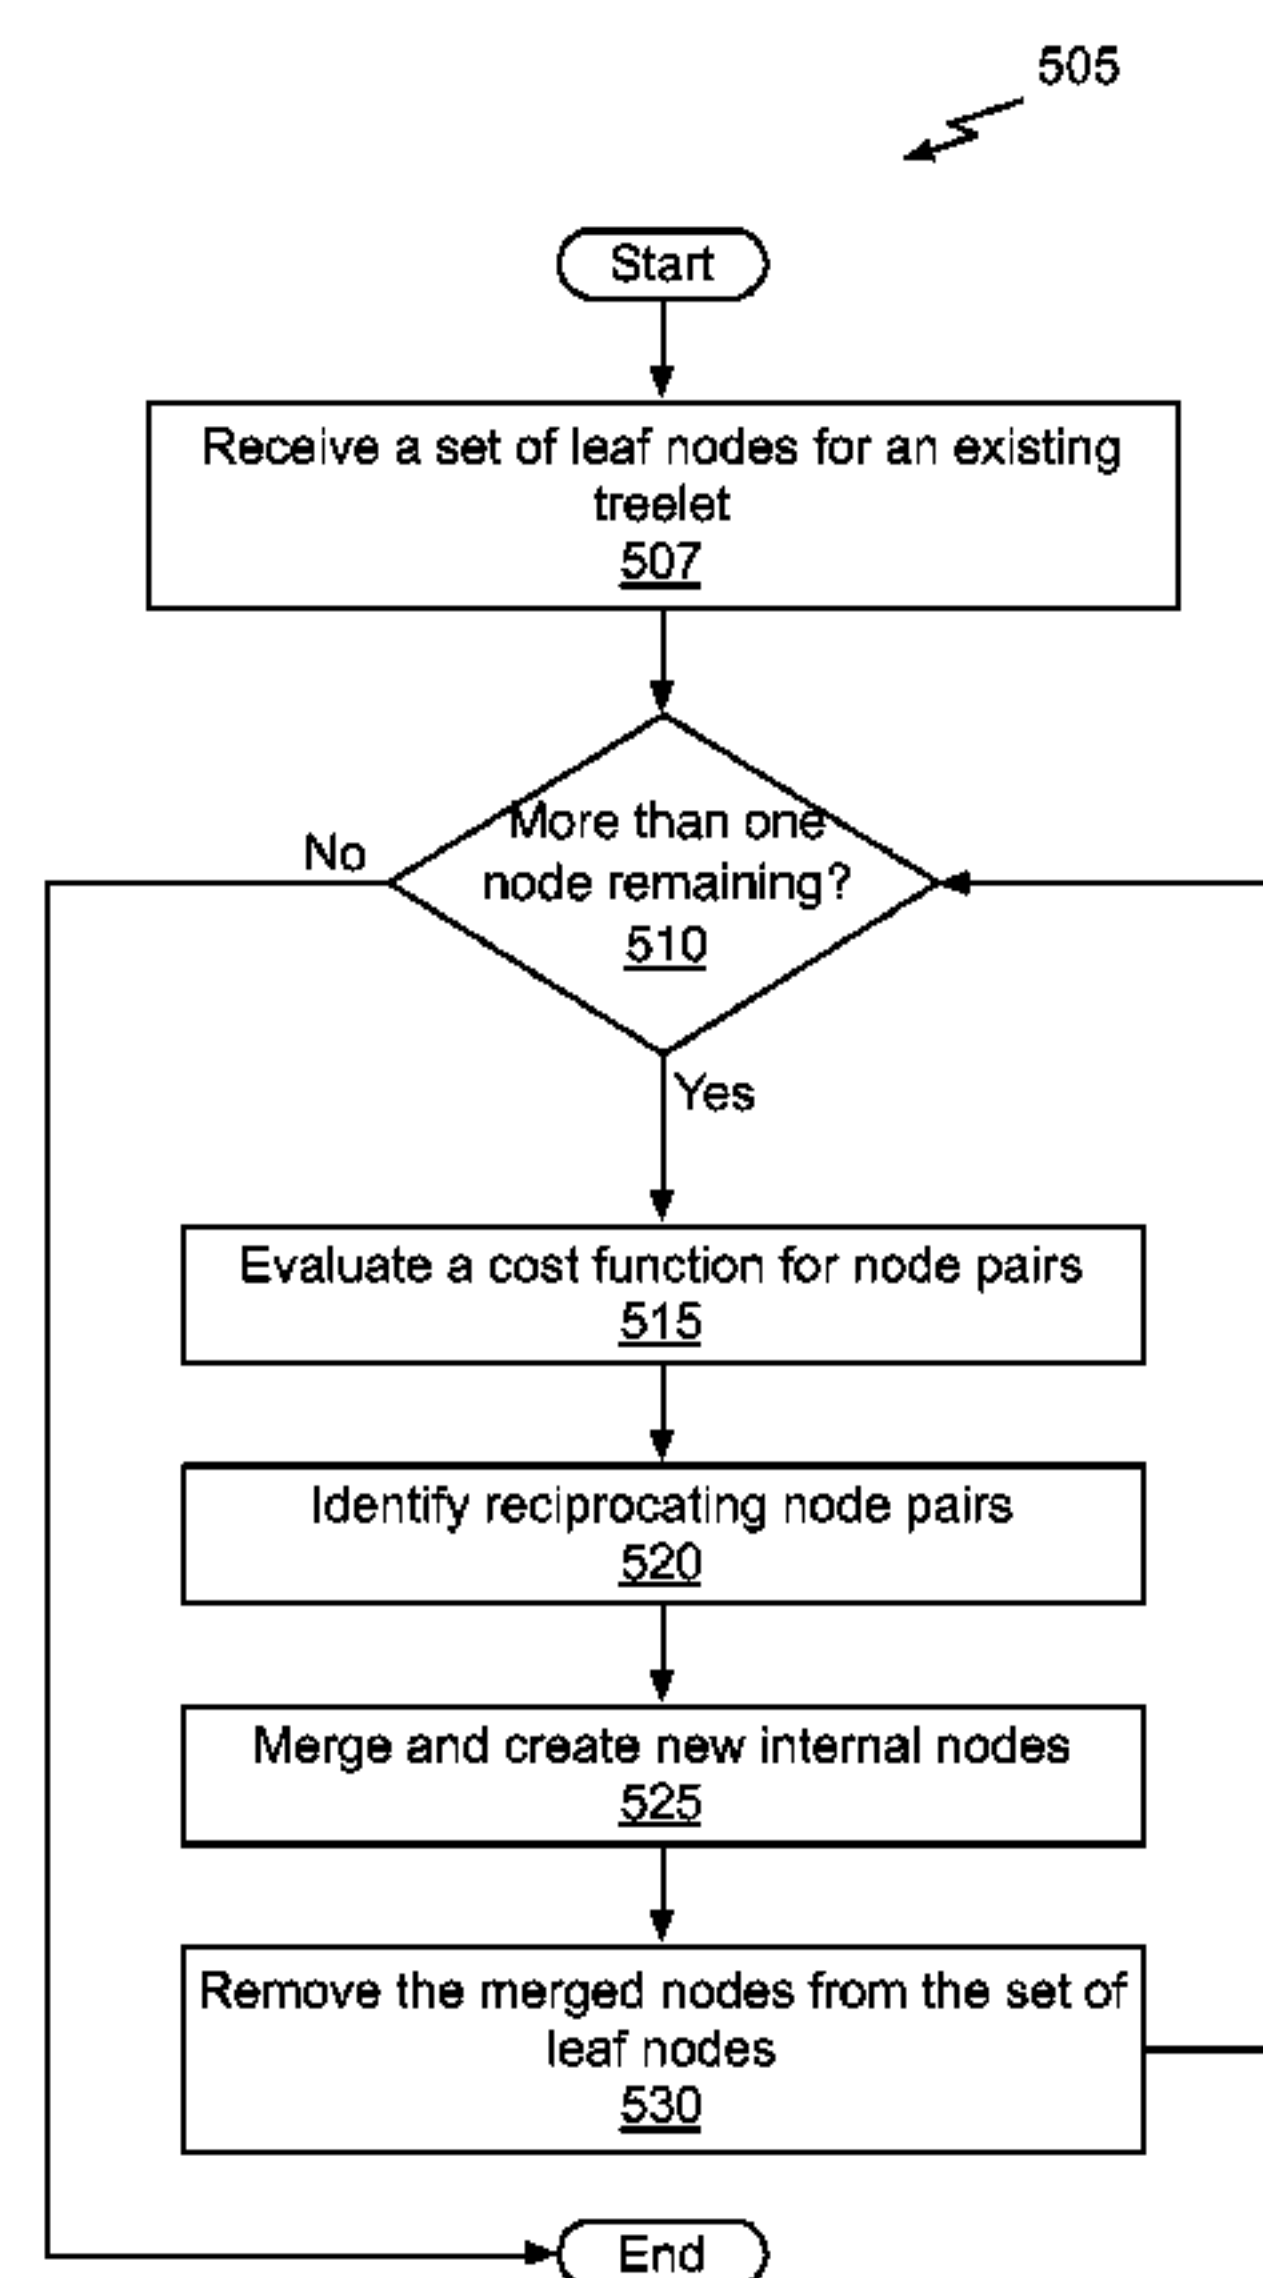 505
Start
Receive a set of leaf nodes for an existing
treelet
507
More than one
node remaining?
510
No
Yes
Evaluate a cost function for node pairs
515
Identify reciprocating node pairs
520
Merge and create new internal nodes
525
Remove the merged nodes from the set of
leaf nodes
530
End